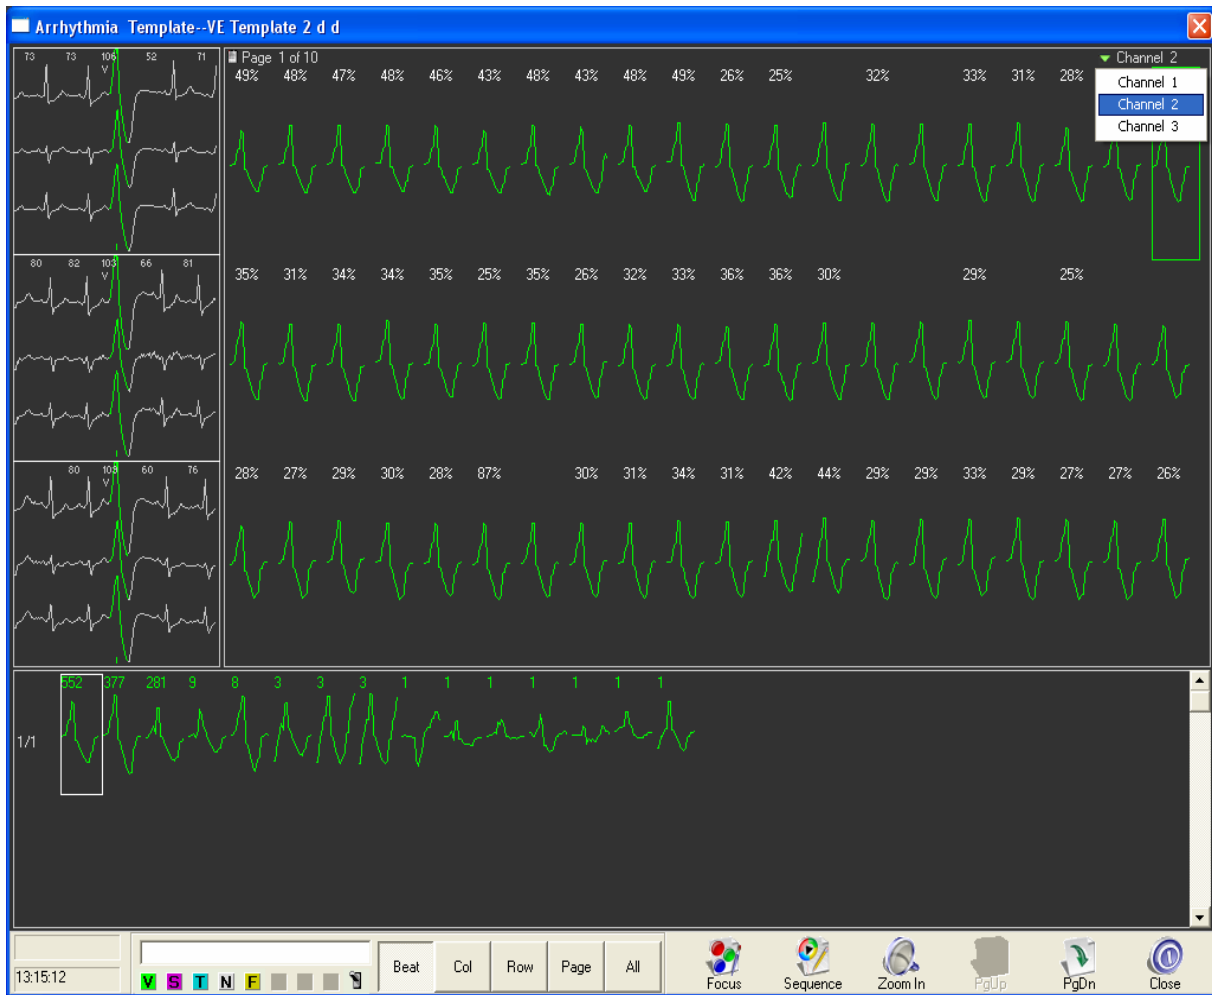 Arrhythmia Template--VE Template 2 d d
73 73 106 52 71
V
Page 1 of 10
Channel 2
49% 48% 47% 48% 46% 43% 48% 43% 48% 49% 26% 25% 32% 33% 31% 28%
Channel 1
Channel 2
Channel 3
80 82 103 66 81
V
35% 31% 34% 34% 35% 25% 35% 26% 32% 33% 36% 36% 30% 29% 25%
80 60 76
V
28% 27% 29% 30% 28% 87% 30% 31% 34% 31% 42% 44% 29% 29% 33% 29% 27% 27% 26%
552 377 281 9 8 3 3 3 1 1 1 1 1 1 1
1/1
13:15:12
V S T N F
Beat Col Row Page All
Focus Sequence Zoom In PgUp PgDn Close